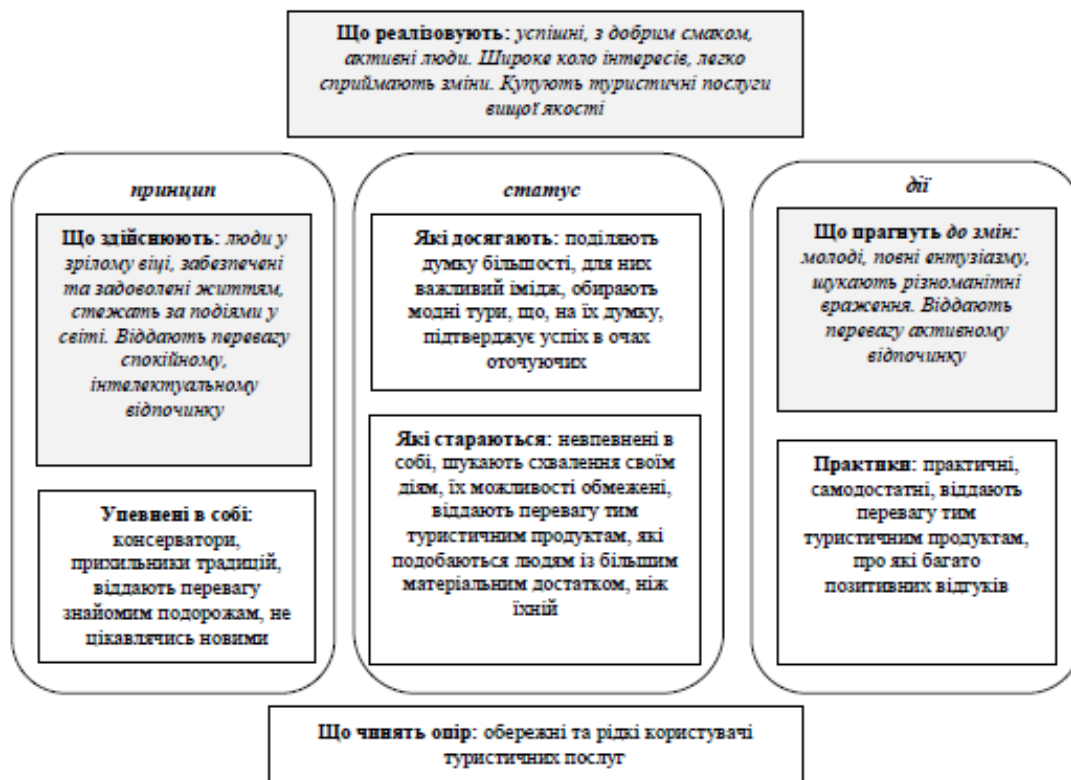 Що реалізовують: успішні, з добрим смаком,
активні люди. Широке коло інтересів, легко
сприймають зміни. Купують туристичні послуги
вищої якості
принцип
Що здійснюють: люди у
зрілому віці, забезпечені
та задоволені життям,
стежать за подіями у
світі. Віддають перевагу
спокійному,
інтелектуальному
відпочинку
Упевнені в собі:
консерватори,
прихильники традицій,
віддають перевагу
знайомим подорожам, не
цікавлячись новими
статус
Які досягають: поділяють
думку більшості, для них
важливий імідж, обирають
модні тури, що, на їх думку,
підтверджує успіх в очах
оточуючих
Які стараються: невпевнені в
собі, шукають схвалення своїм
діям, їх можливості обмежені,
віддають перевагу тим
туристичним продуктам, які
подобаються людям із більшим
матеріальним достатком, ніж
їхній
дії
Що прагнуть до змін:
молоді, повні ентузіазму,
шукають різноманітні
враження. Віддають
перевагу активному
відпочинку
Практики: практичні,
самодостатні, віддають
перевагу тим
туристичним продуктам,
про які багато
позитивних відгуків
Що чинять опір: обережні та рідкі користувачі
туристичних послуг